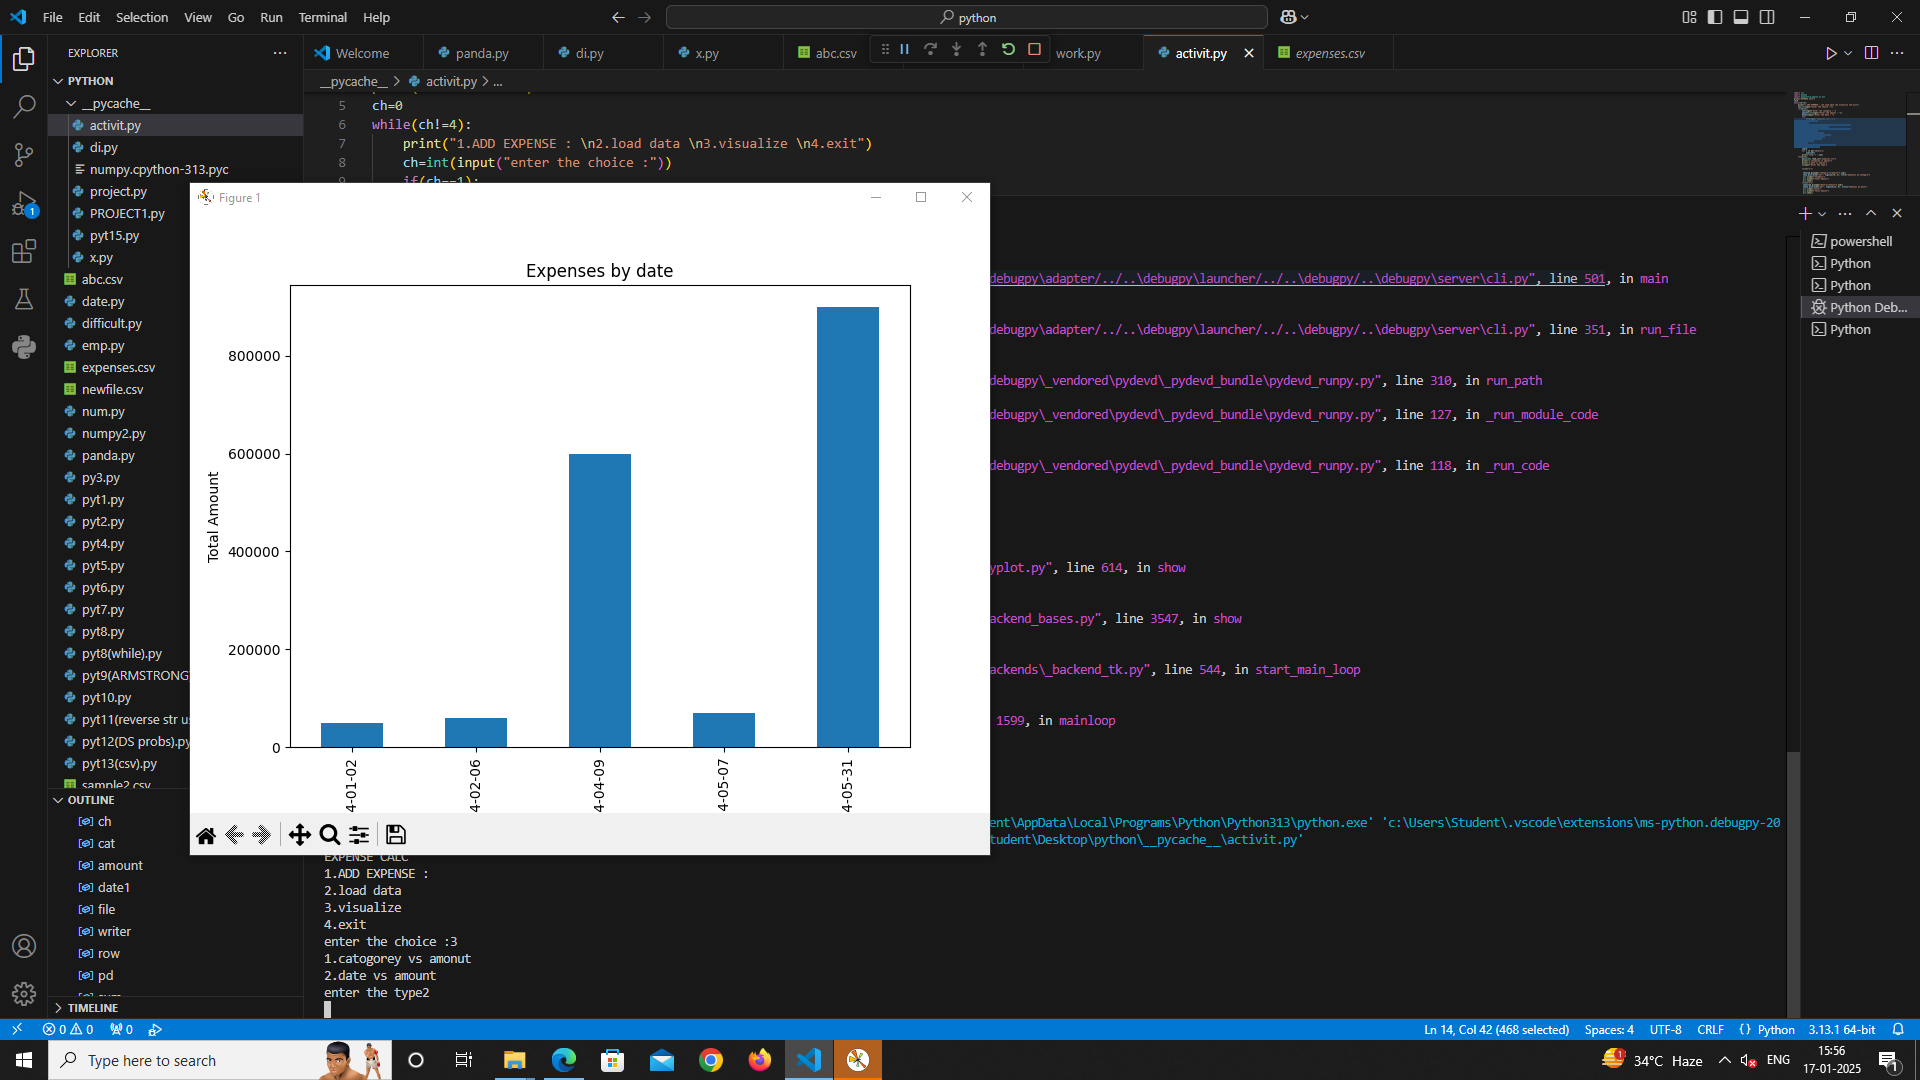 File Edit Selection View Go Run Terminal Help
python
EXPLORER
PYTHON
__pycache__
activit.py
di.py
numpy.cpython-313.pyc
project.py
PROJECT1.py
pyt15.py
x.py
abc.csv
date.py
difficult.py
emp.py
expenses.csv
newfile.csv
num.py
numpy2.py
panda.py
py3.py
pyt1.py
pyt2.py
pyt4.py
pyt5.py
pyt6.py
pyt7.py
pyt8.py
pyt8(while).py
pyt9(ARMSTRONG
pyt10.py
pyt11(reverse str us
pyt12(DS probs).py
pyt13(csv).py
sample2.csv
OUTLINE
ch
cat
amount
date1
file
writer
row
pd
TIMELINE
Welcome panda.py di.py x.py abc.csv work.py activit.py expenses.csv
__pycache__ > activit.py > ...
5 ch=0
6 while(ch!=4):
7 print("1.ADD EXPENSE : \n2.load data \n3.visualize \n4.exit")
8 ch=int(input("enter the choice :"))
9 if(ch==1):
Figure 1
Expenses by date
Total Amount
800000
600000
400000
200000
0
4-01-02
4-02-06
4-04-09
4-05-07
4-05-31
debugpy\adapter/../..\debugpy\launcher/../..\debugpy/..\debugpy\server\cli.py", line 501, in main
debugpy\adapter/../..\debugpy\launcher/../..\debugpy/..\debugpy\server\cli.py", line 351, in run_file
debugpy\_vendored\pydevd\_pydevd_bundle\pydevd_runpy.py", line 310, in run_path
debugpy\_vendored\pydevd\_pydevd_bundle\pydevd_runpy.py", line 127, in _run_module_code
debugpy\_vendored\pydevd\_pydevd_bundle\pydevd_runpy.py", line 118, in _run_code
yplot.py", line 614, in show
ackend_bases.py", line 3547, in show
ackends\_backend_tk.py", line 544, in start_main_loop
1599, in mainloop
ent\AppData\Local\Programs\Python\Python313\python.exe' 'c:\Users\Student\.vscode\extensions\ms-python.debugpy-20
tudent\Desktop\python\__pycache__\activit.py'
EXPENSE CALC
1.ADD EXPENSE :
2.load data
3.visualize
4.exit
enter the choice :3
1.catogorey vs amonut
2.date vs amount
enter the type2
powershell
Python
Python
Python Deb...
Python
0 0 0
Ln 14, Col 42 (468 selected) Spaces: 4 UTF-8 CRLF {} Python 3.13.1 64-bit
Type here to search
34°C Haze ENG
15:56
17-01-2025